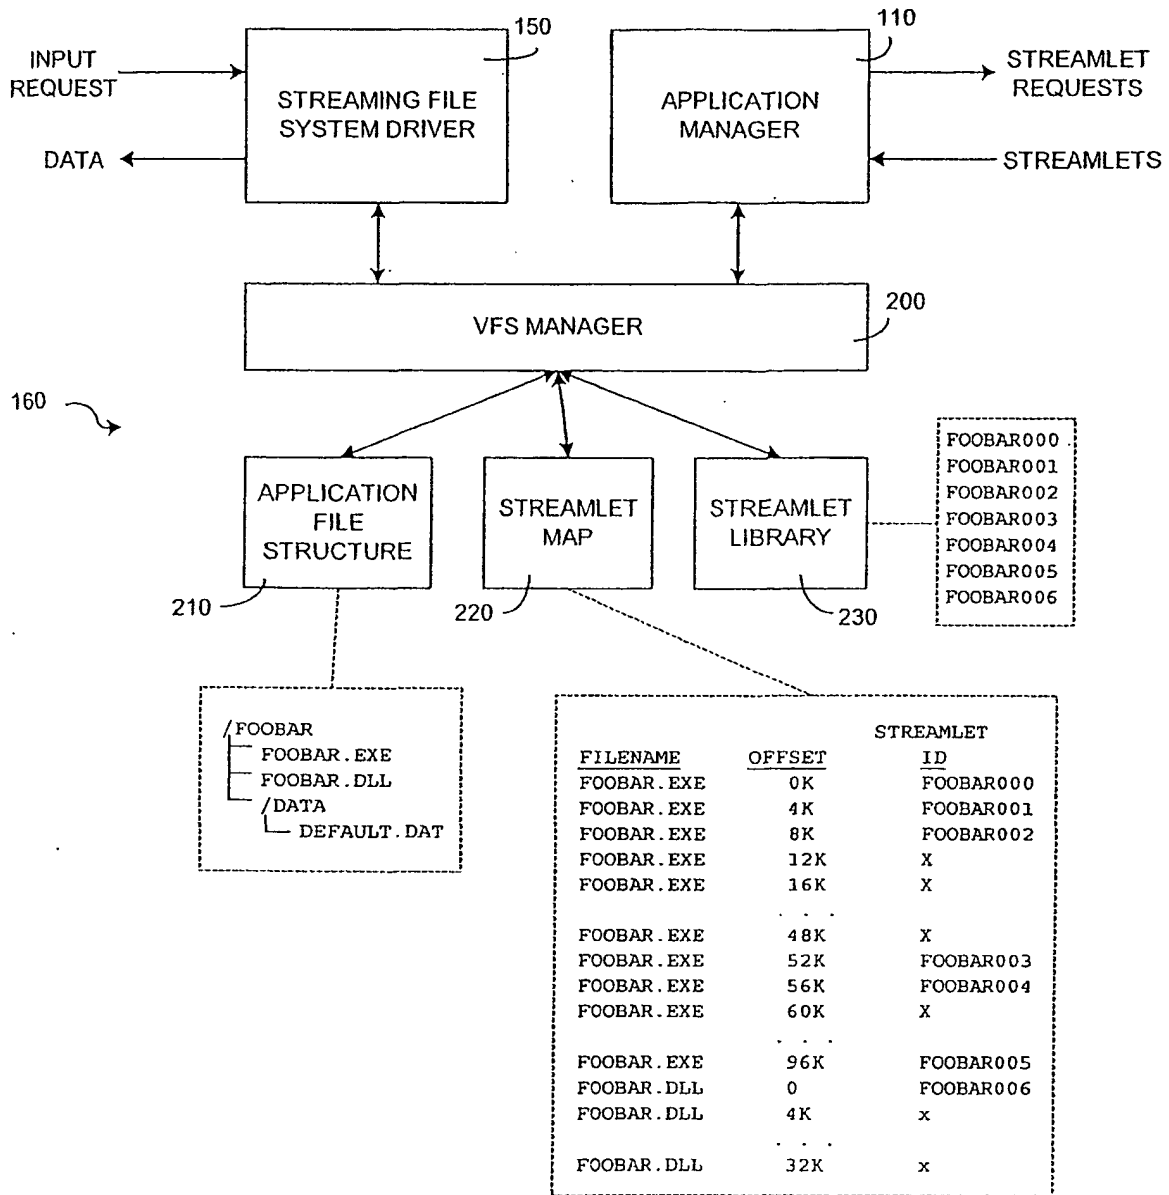 INPUT
REQUEST
DATA
150
STREAMING FILE
SYSTEM DRIVER
110
APPLICATION
MANAGER
STREAMLET
REQUESTS
STREAMLETS
VFS MANAGER
200
160
APPLICATION
FILE
STRUCTURE
210
STREAMLET
MAP
220
STREAMLET
LIBRARY
230
FOOBAR000
FOOBAR001
FOOBAR002
FOOBAR003
FOOBAR004
FOOBAR005
FOOBAR006
/FOOBAR
FOOBAR.EXE
FOOBAR.DLL
/DATA
DEFAULT.DAT
STREAMLET
FILENAME OFFSET ID
FOOBAR.EXE 0K FOOBAR000
FOOBAR.EXE 4K FOOBAR001
FOOBAR.EXE 8K FOOBAR002
FOOBAR.EXE 12K X
FOOBAR.EXE 16K X
. . .
FOOBAR.EXE 48K X
FOOBAR.EXE 52K FOOBAR003
FOOBAR.EXE 56K FOOBAR004
FOOBAR.EXE 60K X
. . .
FOOBAR.EXE 96K FOOBAR005
FOOBAR.DLL 0 FOOBAR006
FOOBAR.DLL 4K x
. . .
FOOBAR.DLL 32K x